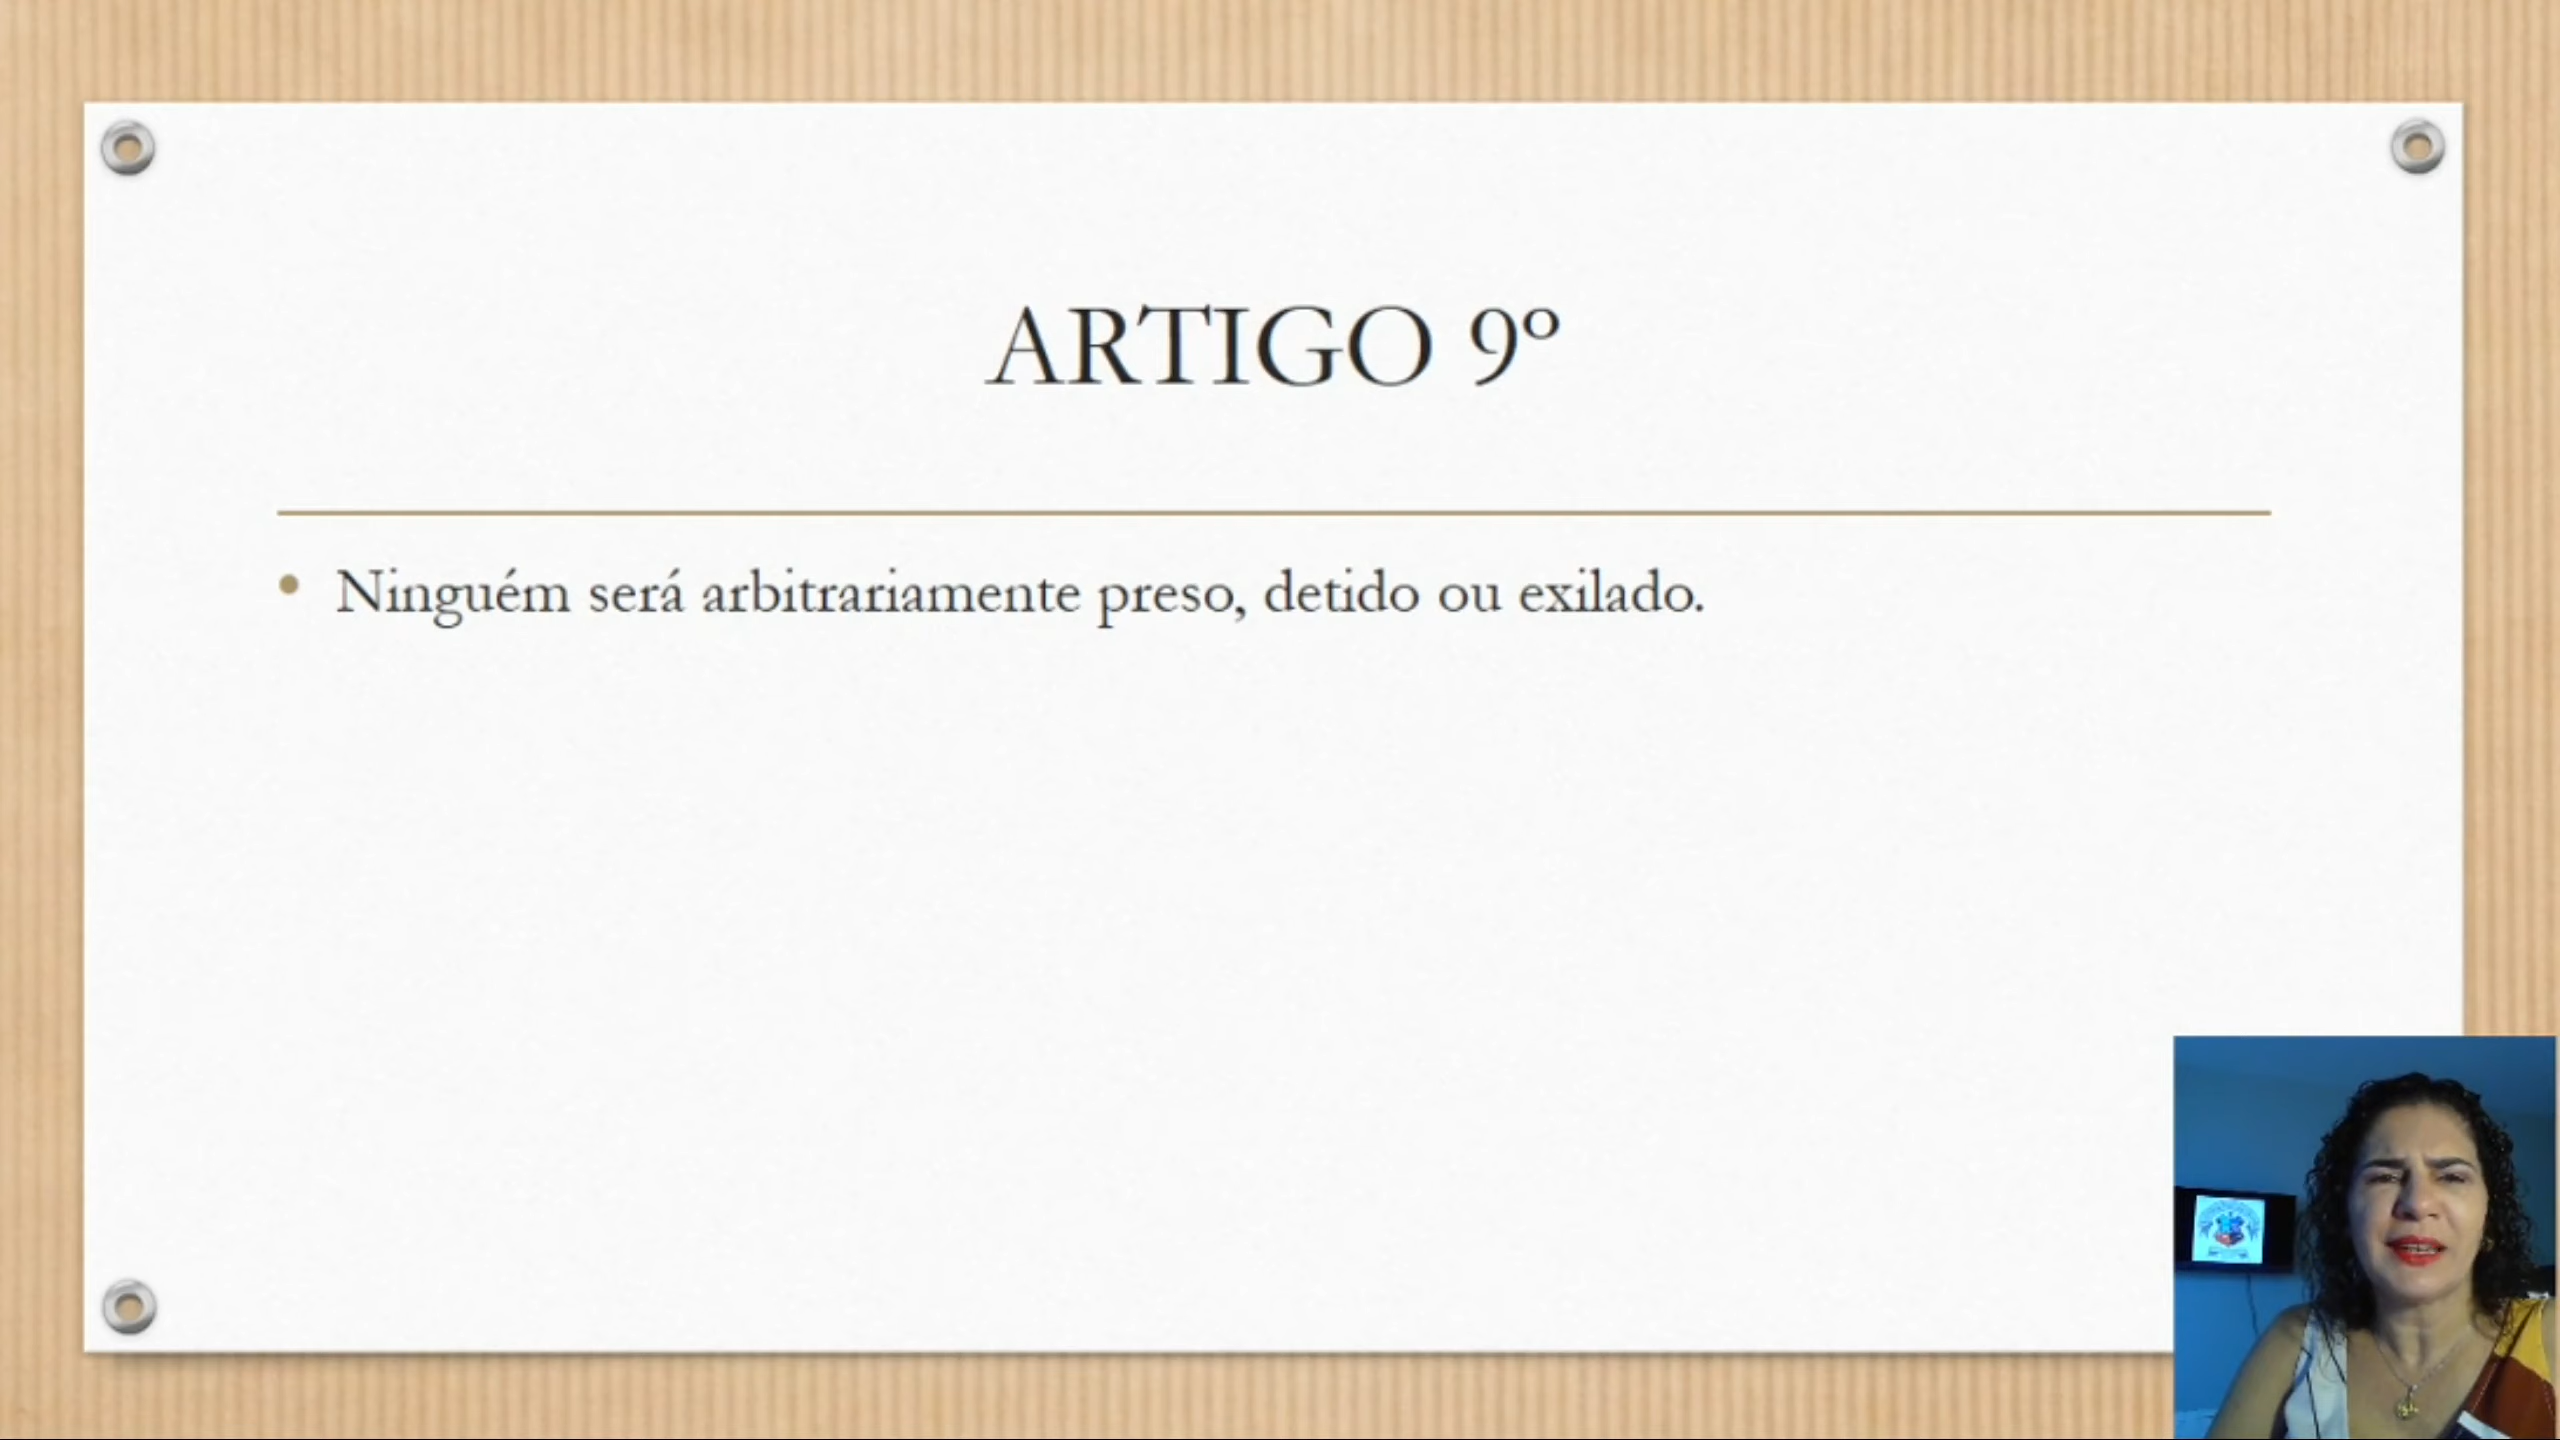 ARTIGO 9º
Ninguém será arbitrariamente preso, detido ou exilado.